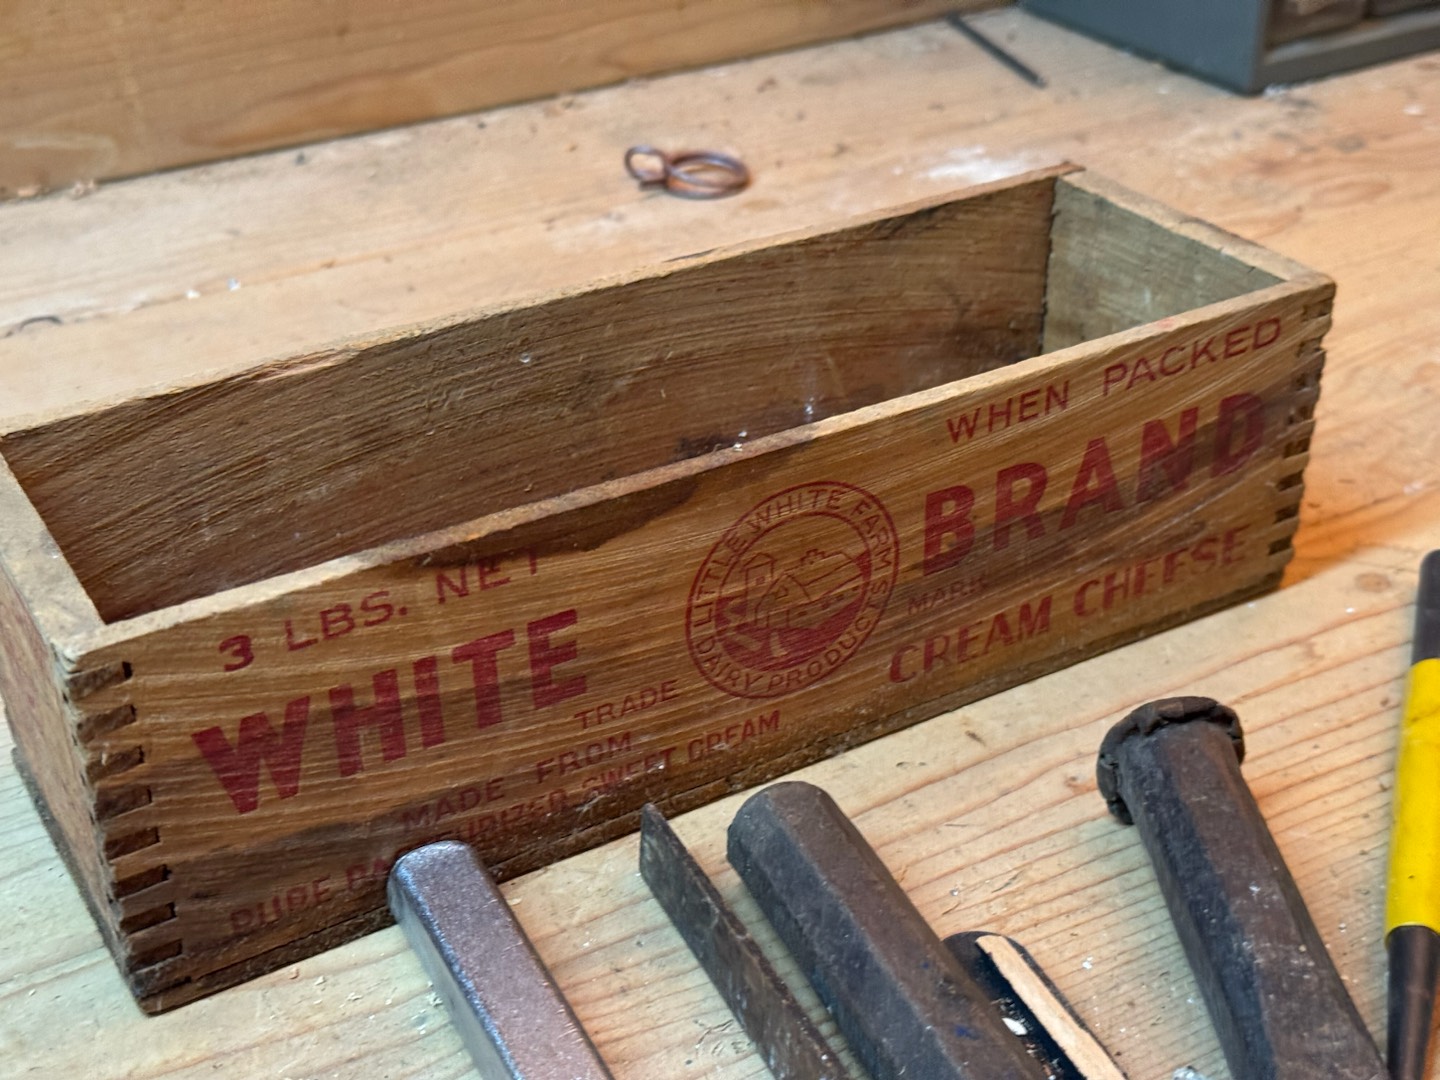 3 LBS. NET WHEN PACKED
WHITE BRAND
LITTLE WHITE FARMS
DAIRY PRODUCTS
TRADE MARK
CREAM CHEESE
MADE FROM
PURE SWEET CREAM